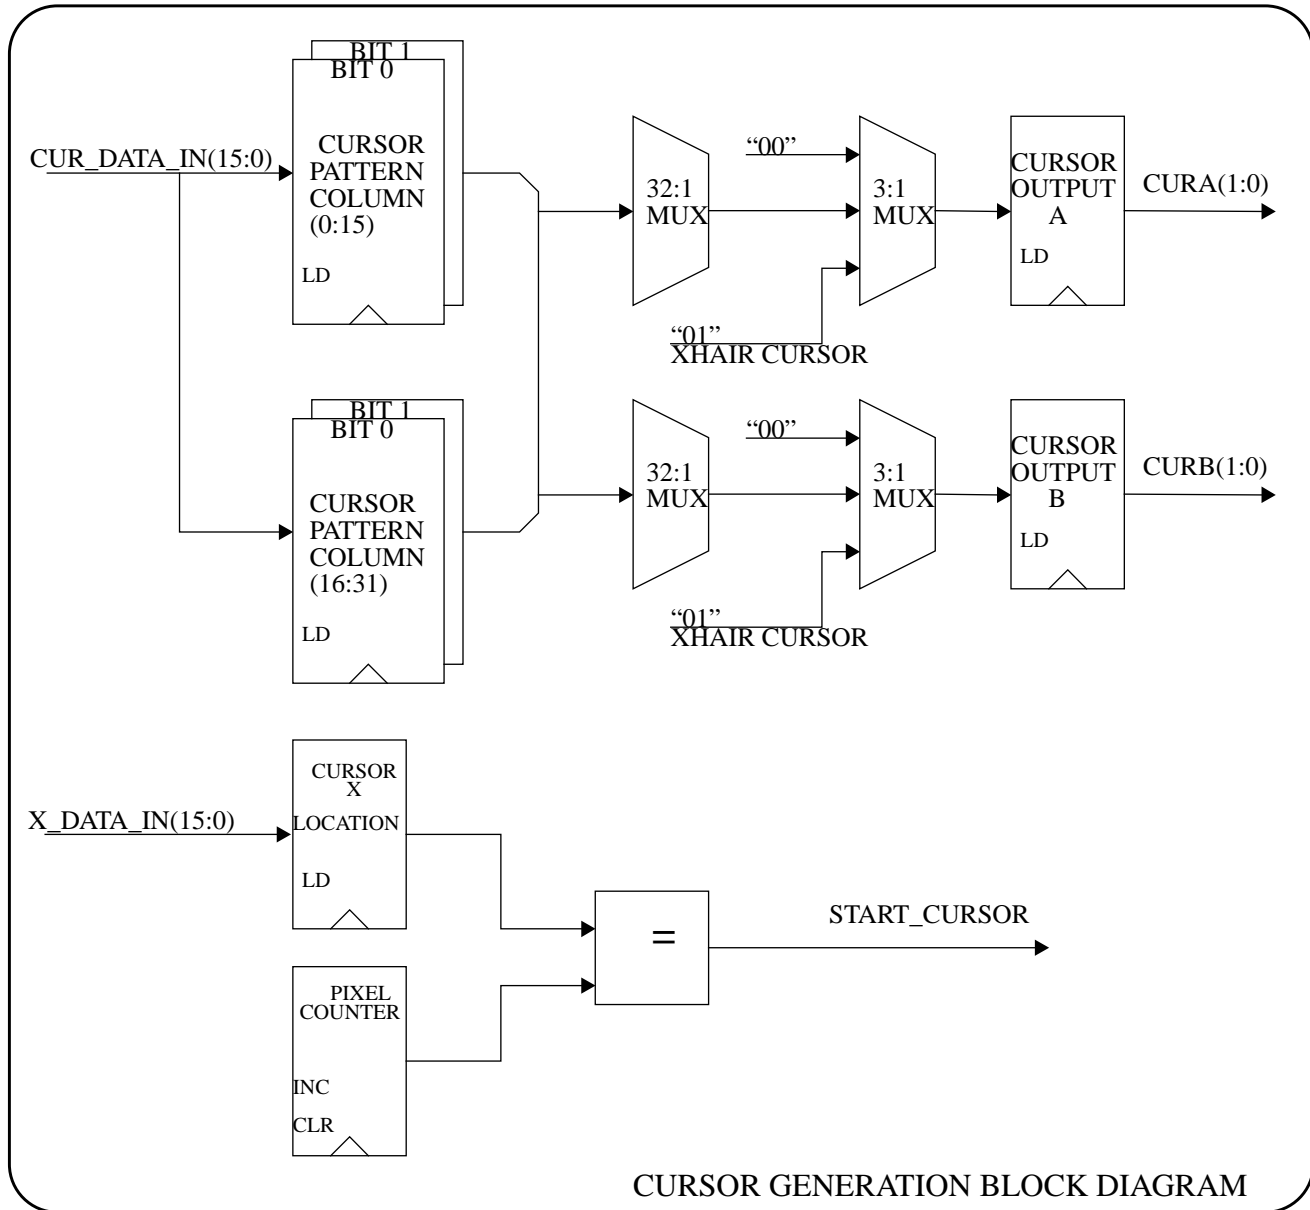 BIT 1
BIT 0
CURSOR
PATTERN
COLUMN
(0:15)
LD
CUR_DATA_IN(15:0)
32:1
MUX
“00”
3:1
MUX
“01”
XHAIR CURSOR
CURSOR
OUTPUT
A
LD
CURA(1:0)
BIT 1
BIT 0
CURSOR
PATTERN
COLUMN
(16:31)
LD
32:1
MUX
“00”
3:1
MUX
“01”
XHAIR CURSOR
CURSOR
OUTPUT
B
LD
CURB(1:0)
X_DATA_IN(15:0)
CURSOR
X
LOCATION
LD
=
START_CURSOR
PIXEL
COUNTER
INC
CLR
CURSOR GENERATION BLOCK DIAGRAM